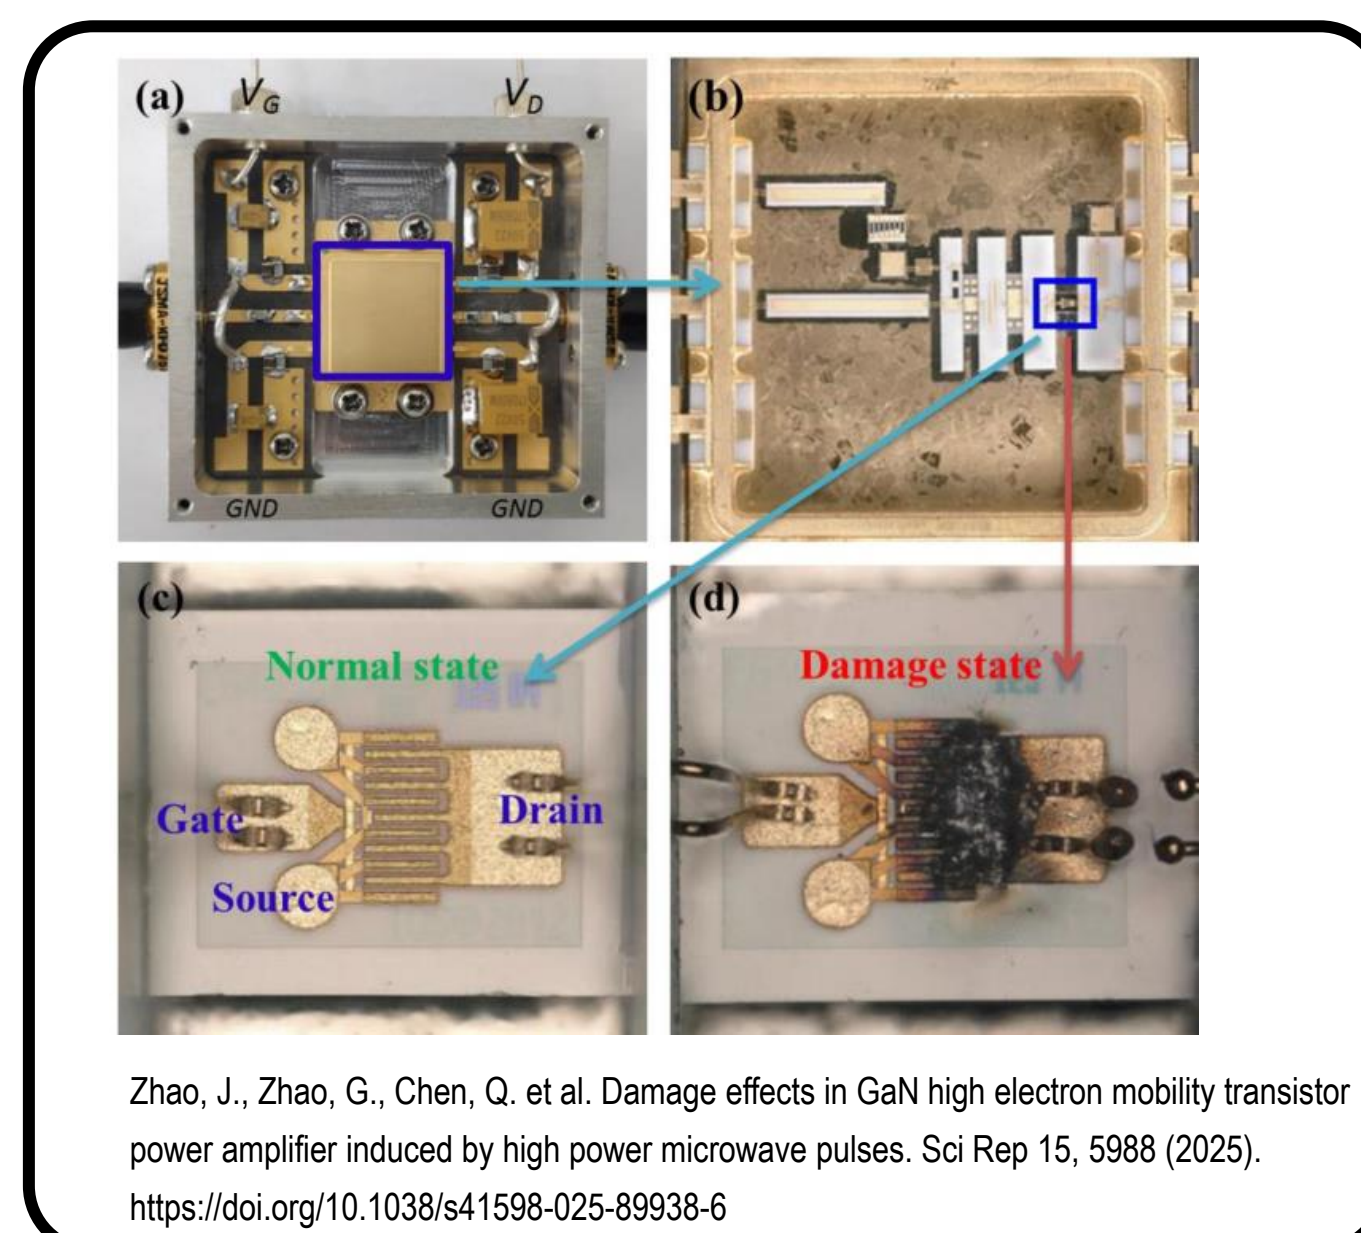 (a)
V_G
V_D
(b)
GND
GND
(c)
Normal state
Gate
Drain
Source
(d)
Damage state
Zhao, J., Zhao, G., Chen, Q. et al. Damage effects in GaN high electron mobility transistor
power amplifier induced by high power microwave pulses. Sci Rep 15, 5988 (2025).
https://doi.org/10.1038/s41598-025-89938-6